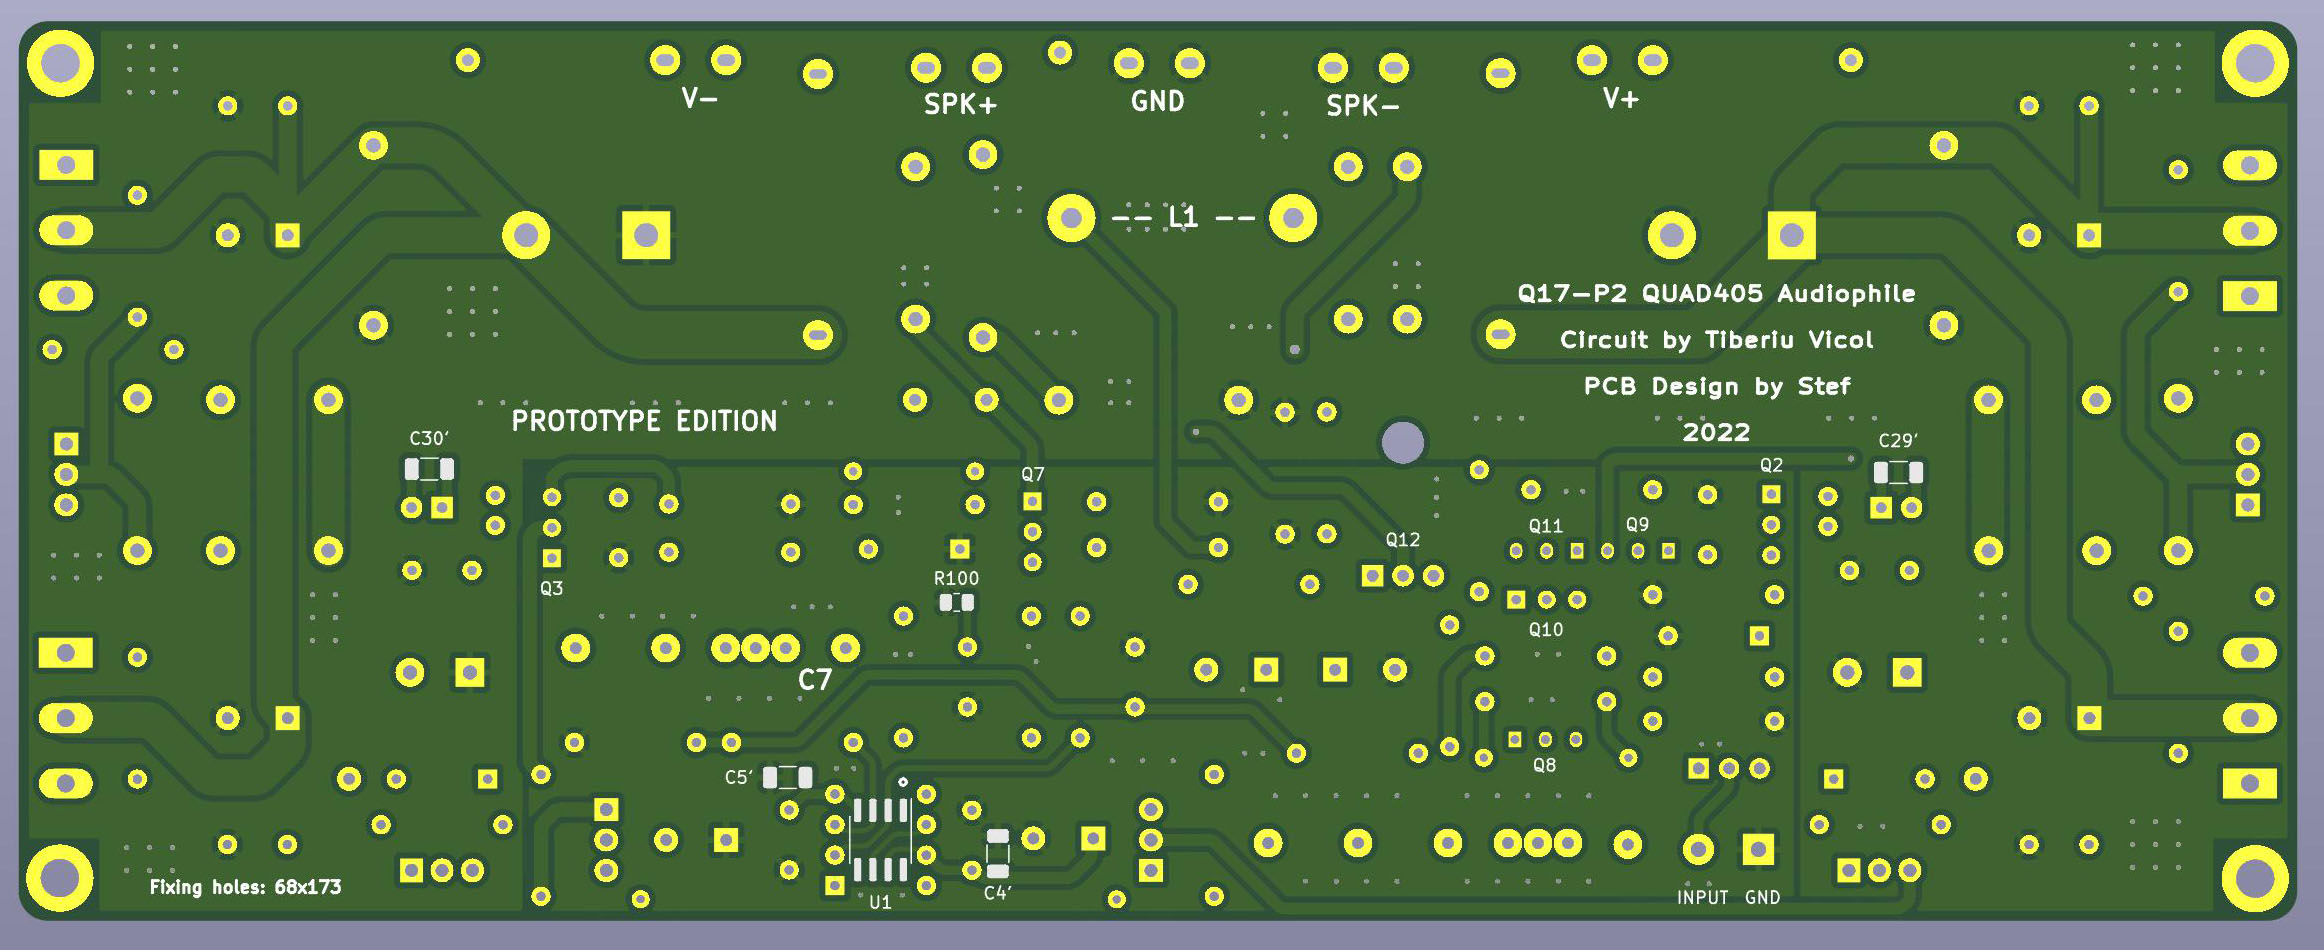 V-
SPK+
GND
SPK-
V+
-- L1 --
Q17-P2 QUAD405 Audiophile
Circuit by Tiberiu Vicol
PCB Design by Stef
2022
PROTOTYPE EDITION
C30'
C29'
Q7
Q2
Q11
Q9
Q12
R100
Q3
Q10
C7
Q8
C5'
Fixing holes: 68x173
U1
C4'
INPUT GND